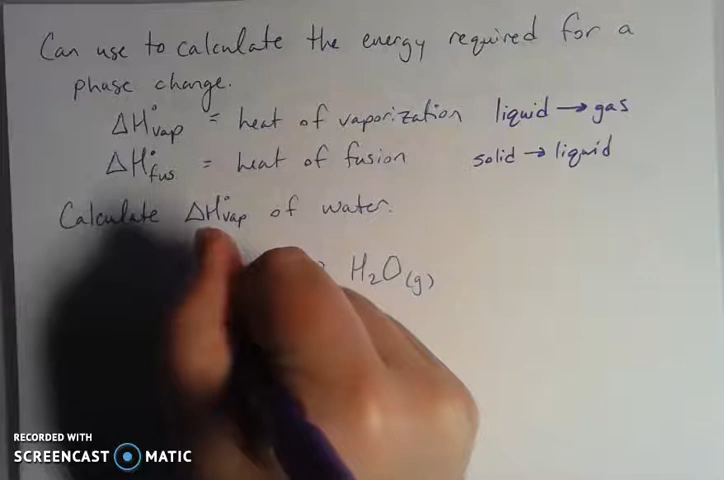 Can use to calculate the energy required for a
phase change.
ΔH°vap = heat of vaporization liquid → gas
ΔH°fus = heat of fusion solid → liquid
Calculate ΔH°vap of water.
H₂O(g)
RECORDED WITH
SCREENCAST MATIC